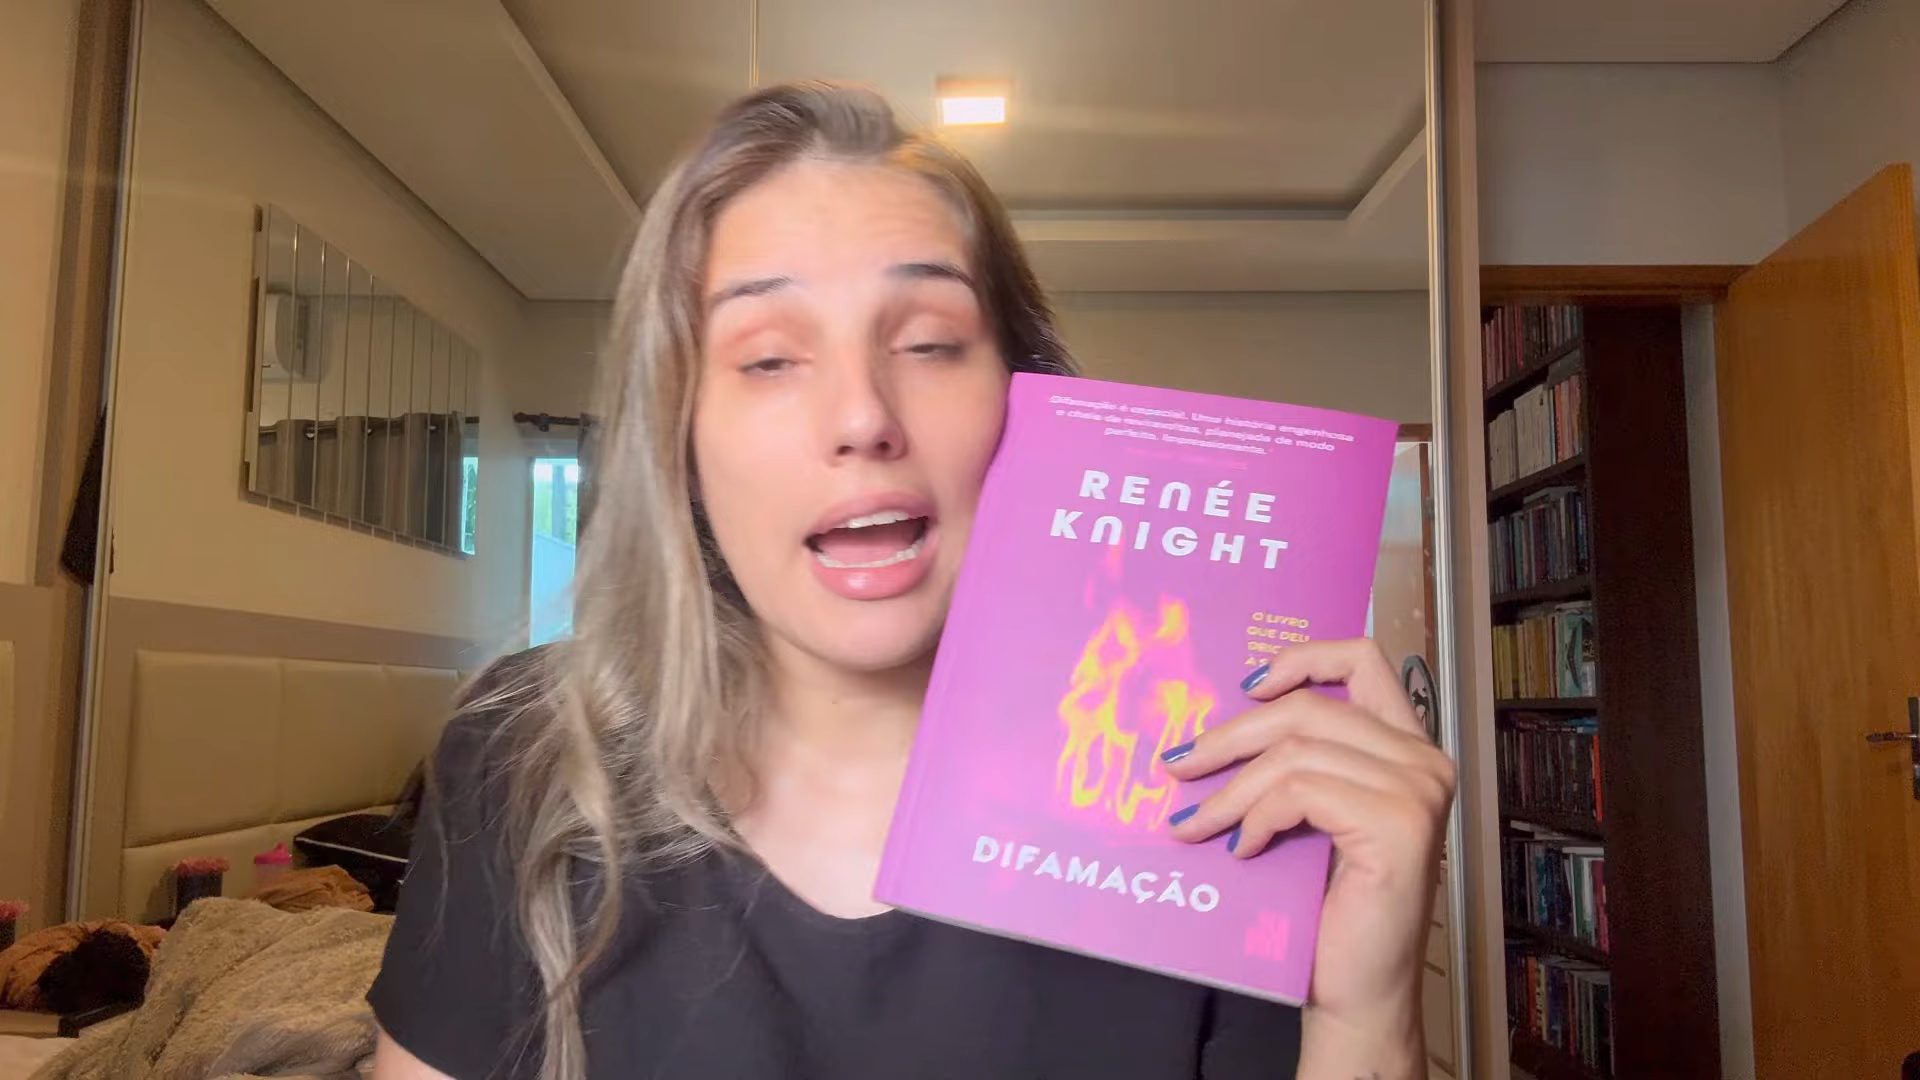 Difamação é especial. Uma história engenhosa
e cheia de reviravoltas, planejada de modo
perfeito. Impressionante.
RENÉE
KNIGHT
O LIVRO
QUE DEU
DIFAMAÇÃO